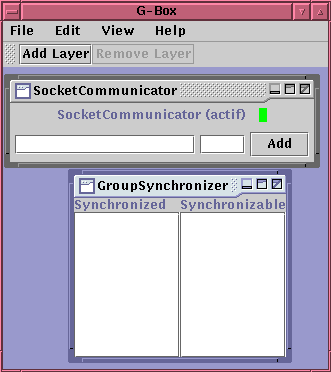 G-Box
File Edit View Help
Add Layer Remove Layer
SocketCommunicator
SocketCommunicator (actif)
Add
GroupSynchronizer
Synchronized Synchronizable